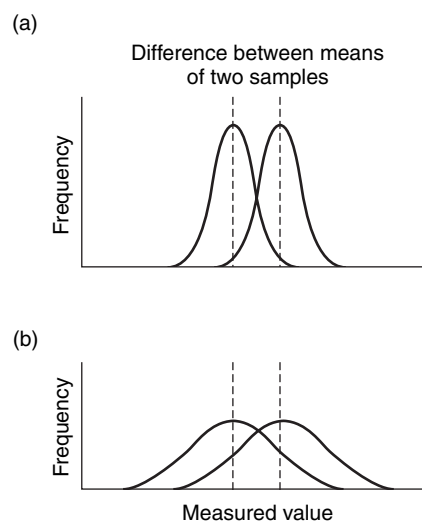 (a)
Difference between means
of two samples
Frequency
(b)
Frequency
Measured value